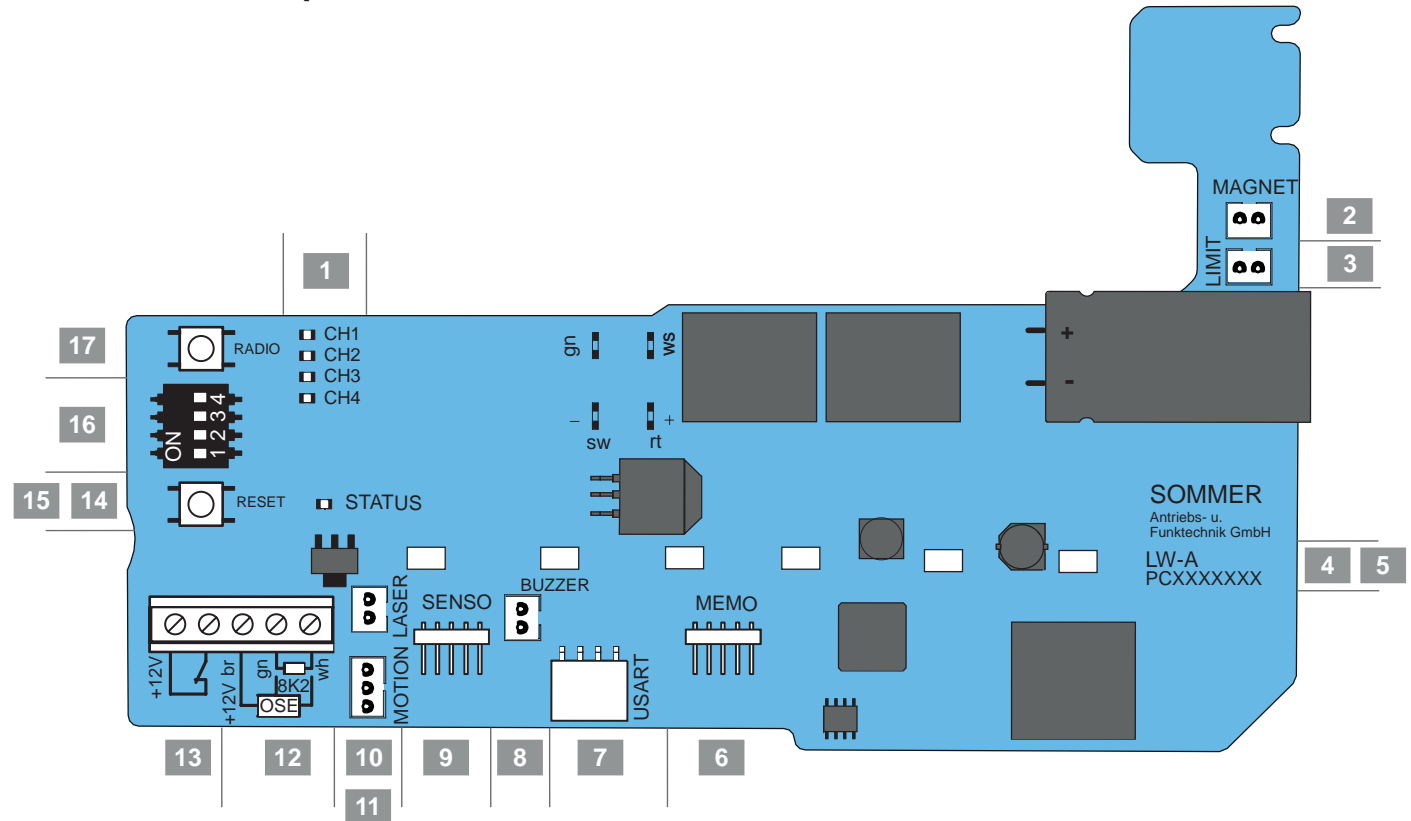 MAGNET
2
LIMIT
3
1
17
RADIO
CH1
CH2
CH3
CH4
gn
ws
+
-
16
ON
1 2 3 4
–
+
sw
rt
15
14
RESET
STATUS
SOMMER
Antriebs- u.
Funktechnik GmbH
LW-A
PCXXXXXXX
4
5
LASER
SENSO
BUZZER
MEMO
MOTION
USART
+12V
+12V
br
gn
wh
8K2
OSE
13
12
10
9
8
7
6
11